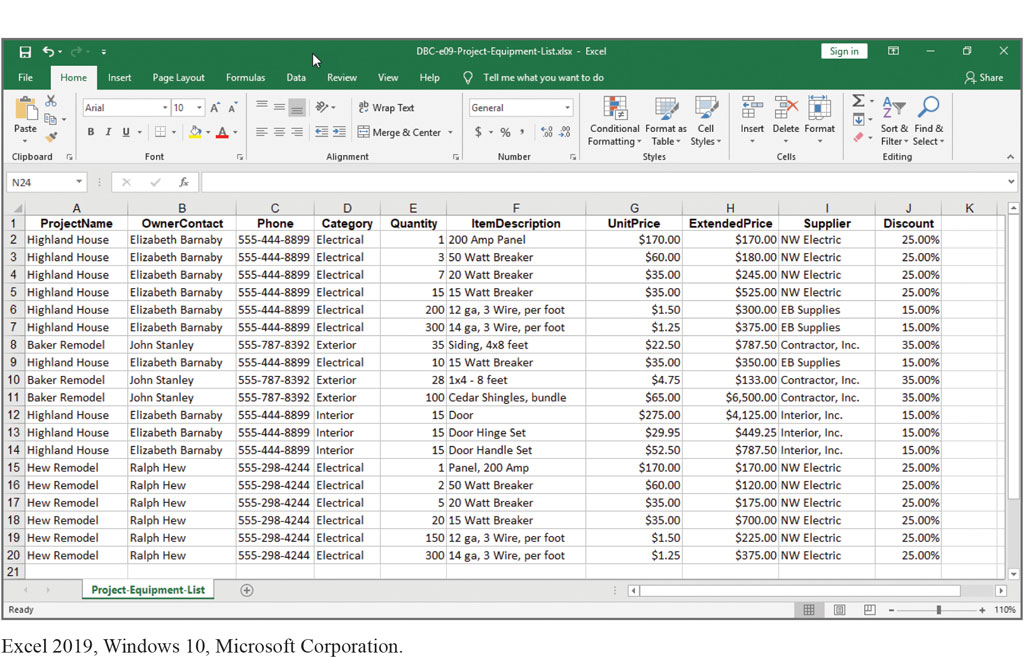 DBC-e09-Project-Equipment-List.xlsx - Excel
Sign in
File Home Insert Page Layout Formulas Data Review View Help Tell me what you want to do Share
Paste
Arial 10
B I U
Wrap Text
Merge & Center
General
$ % ,
Conditional Formatting
Format as Table
Cell Styles
Insert Delete Format
Sort & Filter
Find & Select
Clipboard Font Alignment Number Styles Cells Editing
N24 fx
A B C D E F G H I J K
1 ProjectName OwnerContact Phone Category Quantity ItemDescription UnitPrice ExtendedPrice Supplier Discount
2 Highland House Elizabeth Barnaby 555-444-8899 Electrical 1 200 Amp Panel $170.00 $170.00 NW Electric 25.00%
3 Highland House Elizabeth Barnaby 555-444-8899 Electrical 3 50 Watt Breaker $60.00 $180.00 NW Electric 25.00%
4 Highland House Elizabeth Barnaby 555-444-8899 Electrical 7 20 Watt Breaker $35.00 $245.00 NW Electric 25.00%
5 Highland House Elizabeth Barnaby 555-444-8899 Electrical 15 15 Watt Breaker $35.00 $525.00 NW Electric 25.00%
6 Highland House Elizabeth Barnaby 555-444-8899 Electrical 200 12 ga, 3 Wire, per foot $1.50 $300.00 EB Supplies 15.00%
7 Highland House Elizabeth Barnaby 555-444-8899 Electrical 300 14 ga, 3 Wire, per foot $1.25 $375.00 EB Supplies 15.00%
8 Baker Remodel John Stanley 555-787-8392 Exterior 35 Siding, 4x8 feet $22.50 $787.50 Contractor, Inc. 35.00%
9 Highland House Elizabeth Barnaby 555-444-8899 Electrical 10 15 Watt Breaker $35.00 $350.00 EB Supplies 15.00%
10 Baker Remodel John Stanley 555-787-8392 Exterior 28 1x4 - 8 feet $4.75 $133.00 Contractor, Inc. 35.00%
11 Baker Remodel John Stanley 555-787-8392 Exterior 100 Cedar Shingles, bundle $65.00 $6,500.00 Contractor, Inc. 35.00%
12 Highland House Elizabeth Barnaby 555-444-8899 Interior 15 Door $275.00 $4,125.00 Interior, Inc. 15.00%
13 Highland House Elizabeth Barnaby 555-444-8899 Interior 15 Door Hinge Set $29.95 $449.25 Interior, Inc. 15.00%
14 Highland House Elizabeth Barnaby 555-444-8899 Interior 15 Door Handle Set $52.50 $787.50 Interior, Inc. 15.00%
15 Hew Remodel Ralph Hew 555-298-4244 Electrical 1 Panel, 200 Amp $170.00 $170.00 NW Electric 25.00%
16 Hew Remodel Ralph Hew 555-298-4244 Electrical 2 50 Watt Breaker $60.00 $120.00 NW Electric 25.00%
17 Hew Remodel Ralph Hew 555-298-4244 Electrical 5 20 Watt Breaker $35.00 $175.00 NW Electric 25.00%
18 Hew Remodel Ralph Hew 555-298-4244 Electrical 20 15 Watt Breaker $35.00 $700.00 NW Electric 25.00%
19 Hew Remodel Ralph Hew 555-298-4244 Electrical 150 12 ga, 3 Wire, per foot $1.50 $225.00 NW Electric 25.00%
20 Hew Remodel Ralph Hew 555-298-4244 Electrical 300 14 ga, 3 Wire, per foot $1.25 $375.00 NW Electric 25.00%
21
Project-Equipment-List
Ready 110%
Excel 2019, Windows 10, Microsoft Corporation.